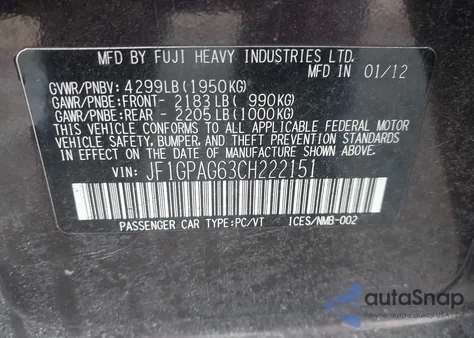 MFD BY FUJI HEAVY INDUSTRIES LTD.
MFD IN 01/12
GVWR/PNBV: 4299LB(1950KG)
GAWR/PNBE:FRONT- 2183LB( 990KG)
GAWR/PNBE:REAR - 2205LB(1000KG)
THIS VEHICLE CONFORMS TO ALL APPLICABLE FEDERAL MOTOR
VEHICLE SAFETY, BUMPER, AND THEFT PREVENTION STANDARDS
IN EFFECT ON THE DATE OF MANUFACTURE SHOWN ABOVE.
VIN: JF1GPAG63CH222151
PASSENGER CAR TYPE:PC/VT ICES/NMB-002
autoSnap